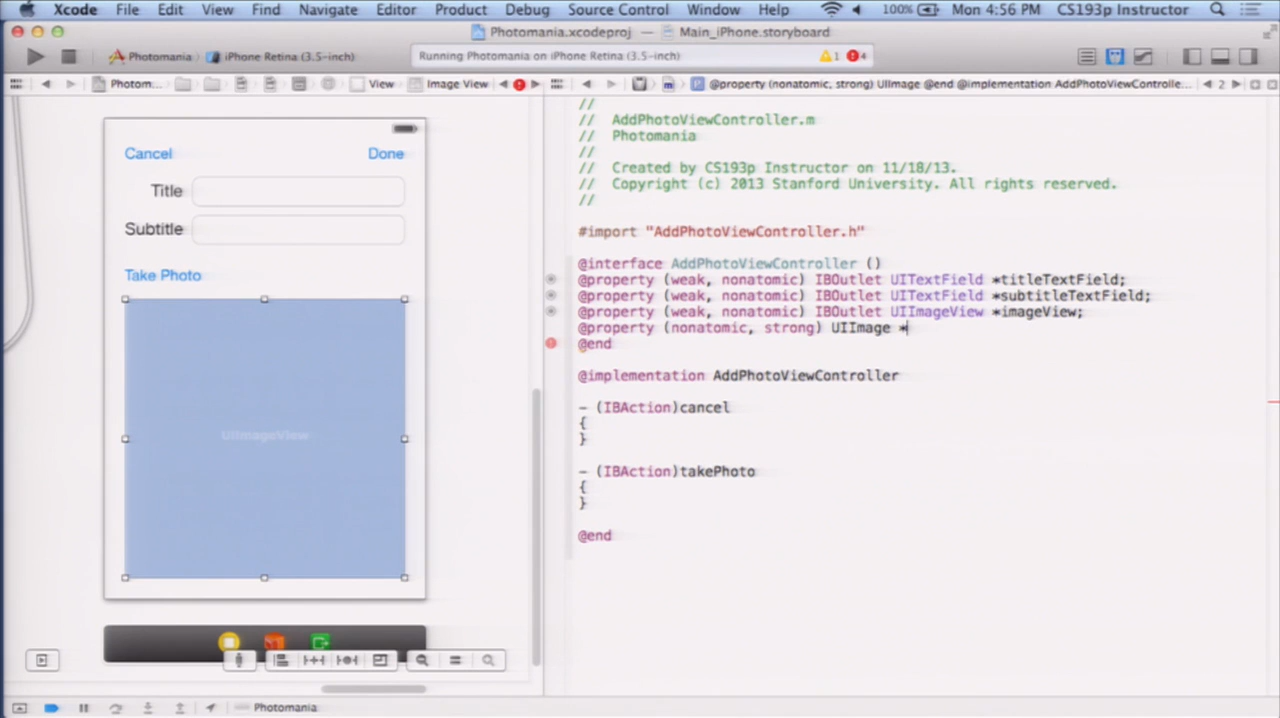 Xcode File Edit View Find Navigate Editor Product Debug Source Control Window Help 100% Mon 4:56 PM CS193p Instructor
Photomania.xcodeproj — Main_iPhone.storyboard
Photomania iPhone Retina (3.5-inch) Running Photomania on iPhone Retina (3.5-inch) 1 4
Photom... View Image View @property (nonatomic, strong) UIImage @end @implementation AddPhotoViewControlle... 2
Cancel Done
Title
Subtitle
Take Photo
UIImageView
//
// AddPhotoViewController.m
// Photomania
//
// Created by CS193p Instructor on 11/18/13.
// Copyright (c) 2013 Stanford University. All rights reserved.
//
#import "AddPhotoViewController.h"
@interface AddPhotoViewController ()
@property (weak, nonatomic) IBOutlet UITextField *titleTextField;
@property (weak, nonatomic) IBOutlet UITextField *subtitleTextField;
@property (weak, nonatomic) IBOutlet UIImageView *imageView;
@property (nonatomic, strong) UIImage *
@end
@implementation AddPhotoViewController
- (IBAction)cancel
{
}
- (IBAction)takePhoto
{
}
@end
Photomania